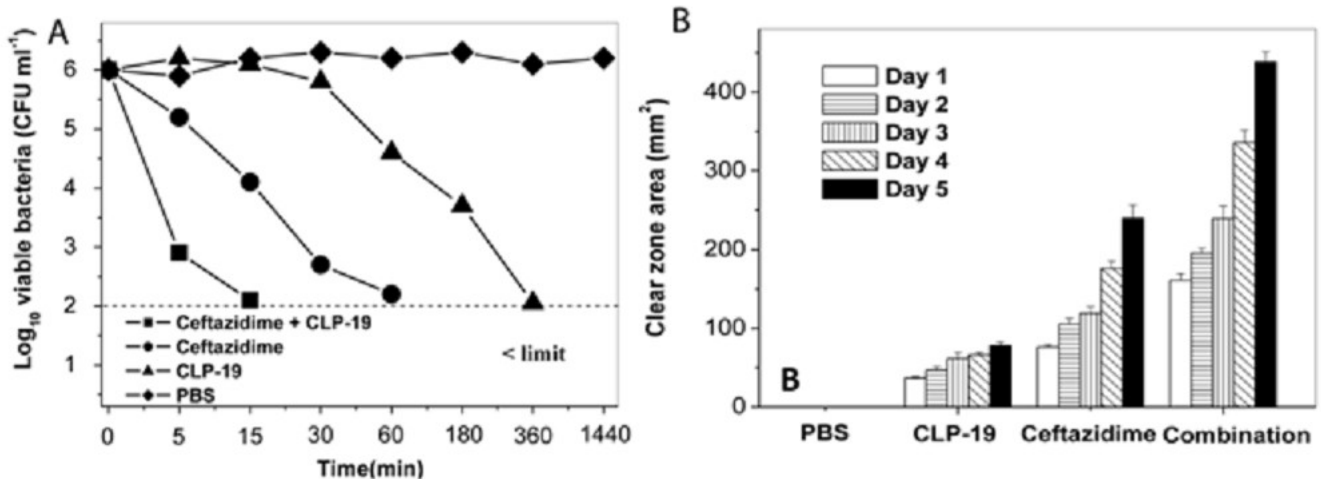 A
Log10 viable bacteria (CFU ml-1)
6
5
4
3
2
1
Ceftazidime + CLP-19
Ceftazidime
CLP-19
PBS
< limit
0 5 15 30 60 180 360 1440
Time(min)
B
Clear zone area (mm2)
400
300
200
100
0
Day 1
Day 2
Day 3
Day 4
Day 5
B
PBS CLP-19 Ceftazidime Combination